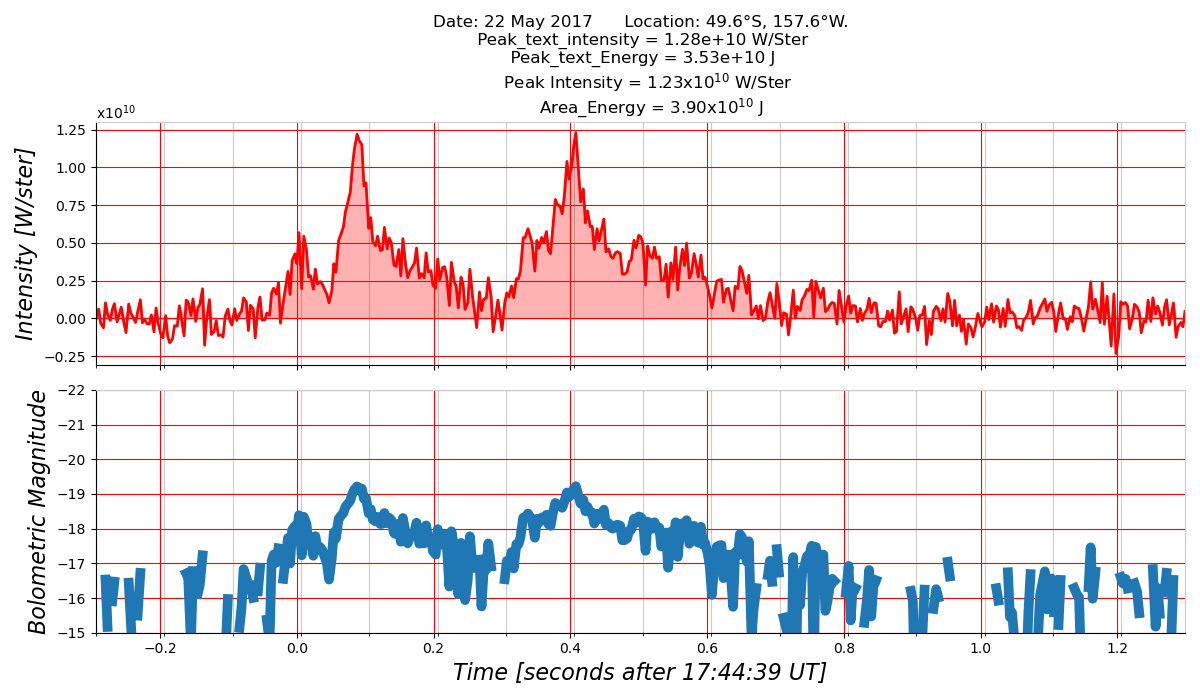 Date: 22 May 2017      Location: 49.6°S, 157.6°W.
Peak_text_intensity = 1.28e+10 W/Ster
Peak_text_Energy = 3.53e+10 J
Peak Intensity = 1.23x10¹⁰ W/Ster
Area_Energy = 3.90x10¹⁰ J
x10¹⁰
1.25
1.00
0.75
0.50
0.25
0.00
−0.25
Intensity [W/ster]
−22
−21
−20
−19
−18
−17
−16
−15
Bolometric Magnitude
−0.2 0.0 0.2 0.4 0.6 0.8 1.0 1.2
Time [seconds after 17:44:39 UT]